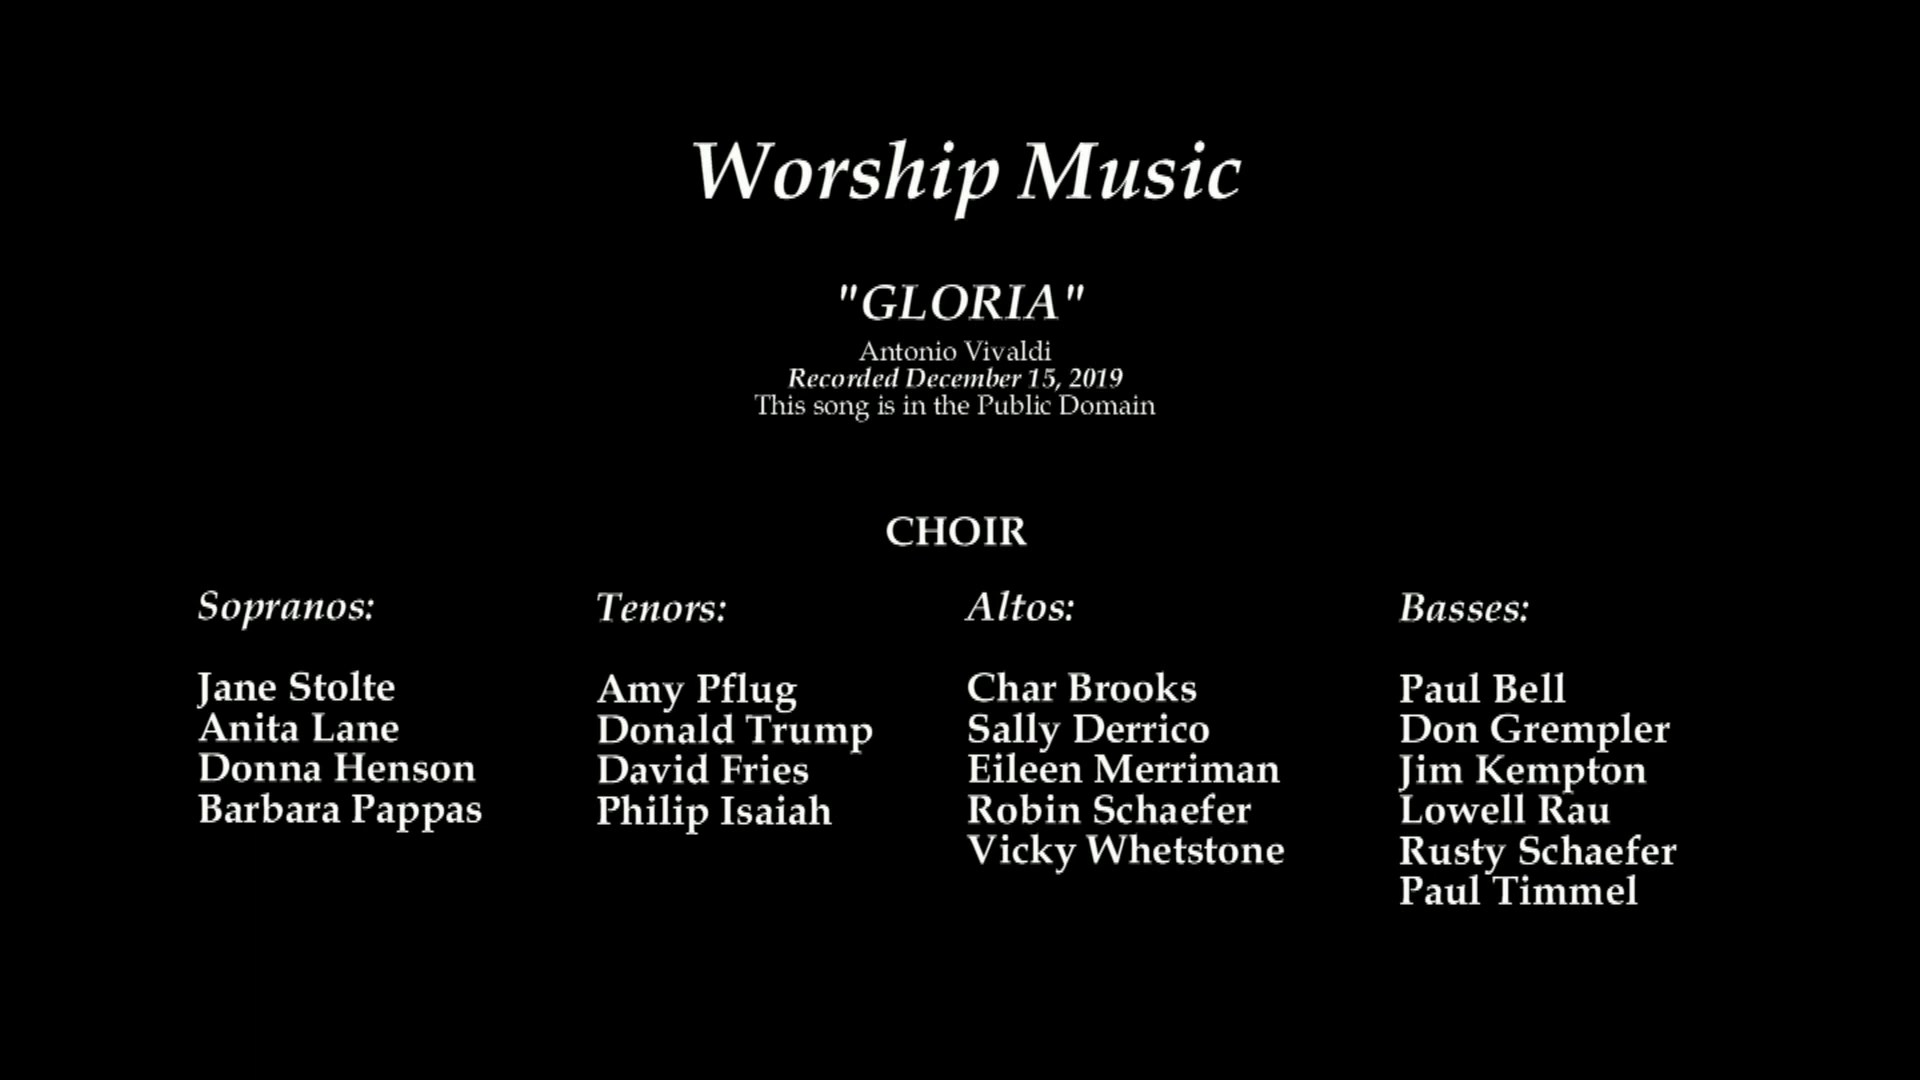 Worship Music
"GLORIA"
Antonio Vivaldi
Recorded December 15, 2019
This song is in the Public Domain
CHOIR
Sopranos:
Jane Stolte
Anita Lane
Donna Henson
Barbara Pappas
Tenors:
Amy Pflug
Donald Trump
David Fries
Philip Isaiah
Altos:
Char Brooks
Sally Derrico
Eileen Merriman
Robin Schaefer
Vicky Whetstone
Basses:
Paul Bell
Don Grempler
Jim Kempton
Lowell Rau
Rusty Schaefer
Paul Timmel